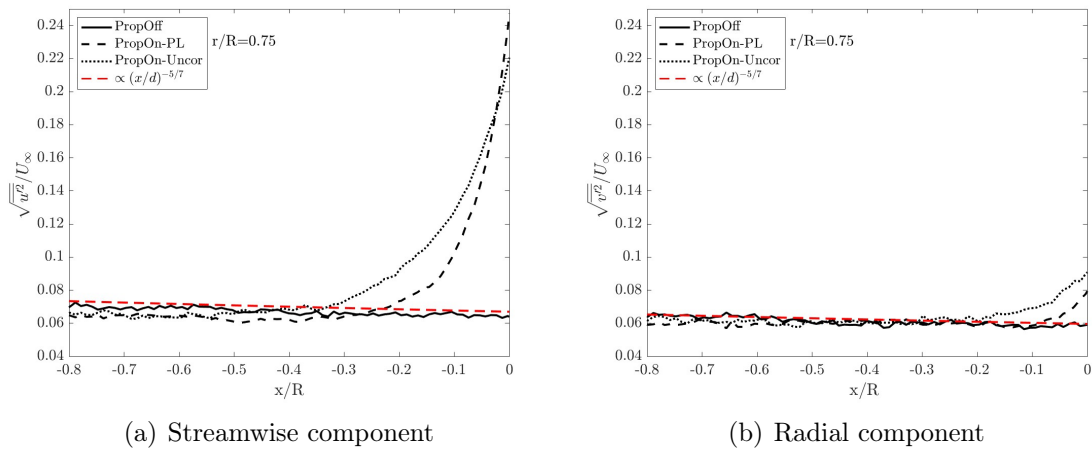 0.24
0.22
0.2
0.18
0.16
0.14
0.12
0.1
0.08
0.06
0.04
√u′²/U∞
PropOff
PropOn-PL
PropOn-Uncor
∝ (x/d)^−5/7
r/R=0.75
-0.8 -0.7 -0.6 -0.5 -0.4 -0.3 -0.2 -0.1 0
x/R
(a) Streamwise component
0.24
0.22
0.2
0.18
0.16
0.14
0.12
0.1
0.08
0.06
0.04
√v′²/U∞
PropOff
PropOn-PL
PropOn-Uncor
∝ (x/d)^−5/7
r/R=0.75
-0.8 -0.7 -0.6 -0.5 -0.4 -0.3 -0.2 -0.1 0
x/R
(b) Radial component